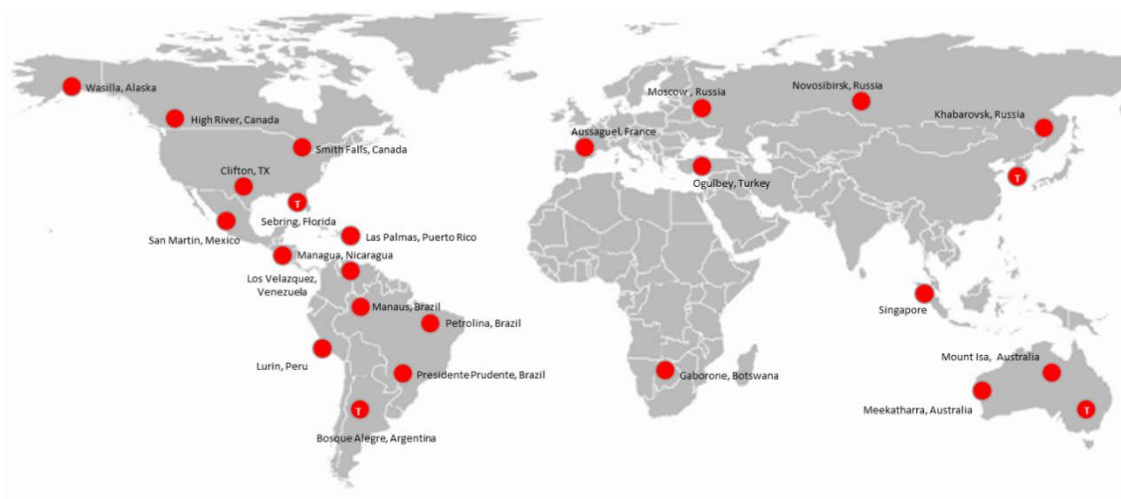 Wasilla, Alaska
High River, Canada
Smith Falls, Canada
Clifton, TX
T
Sebring, Florida
San Martin, Mexico
Las Palmas, Puerto Rico
Managua, Nicaragua
Los Velazquez,
Venezuela
Manaus, Brazil
Petrolina, Brazil
Lurin, Peru
Presidente Prudente, Brazil
T
Bosque Alegre, Argentina
Moscow, Russia
Novosibirsk, Russia
Khabarovsk, Russia
Aussaguel, France
Ogulbey, Turkey
T
Singapore
Gaborone, Botswana
Mount Isa, Australia
Meekatharra, Australia
T